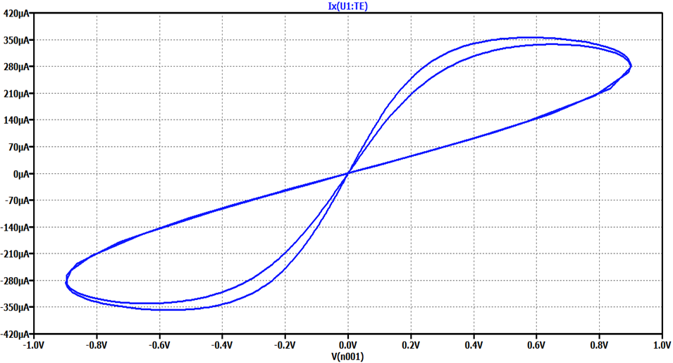 Ix(U1:TE)
420µA
350µA
280µA
210µA
140µA
70µA
0µA
-70µA
-140µA
-210µA
-280µA
-350µA
-420µA
-1.0V -0.8V -0.6V -0.4V -0.2V 0.0V 0.2V 0.4V 0.6V 0.8V 1.0V
V(n001)